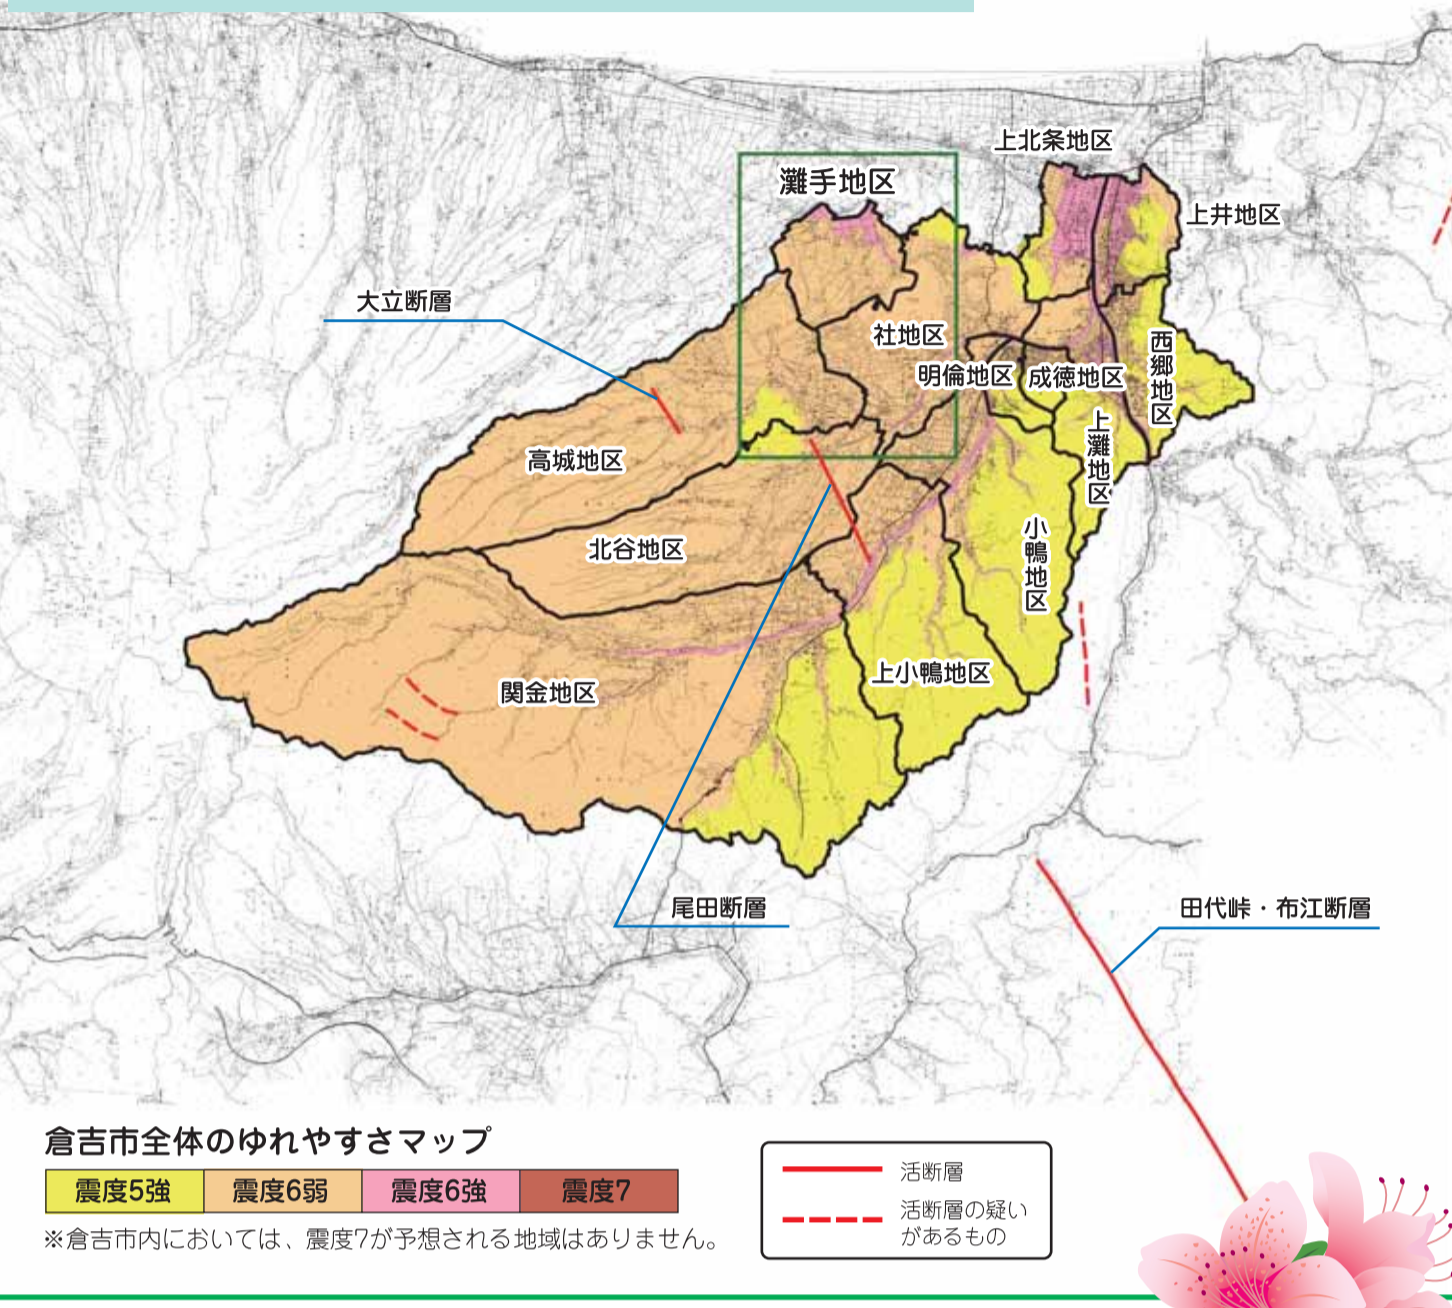 上北条地区
灘手地区
上井地区
大立断層
社地区
西郷地区
明倫地区
成徳地区
上灘地区
高城地区
小鴨地区
北谷地区
上小鴨地区
関金地区
尾田断層
田代峠・布江断層
倉吉市全体のゆれやすさマップ
震度5強 震度6弱 震度6強 震度7
※倉吉市内においては、震度7が予想される地域はありません。
活断層
活断層の疑い
があるもの